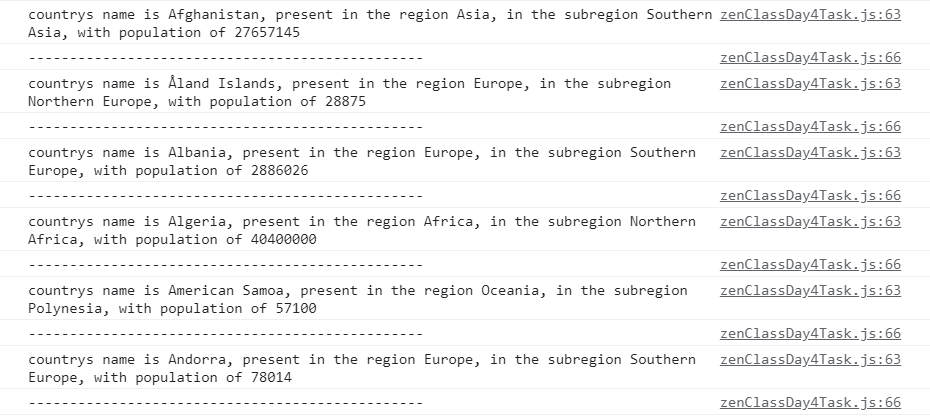 countrys name is Afghanistan, present in the region Asia, in the subregion Southern zenClassDay4Task.js:63
Asia, with population of 27657145
------------------------------------------------ zenClassDay4Task.js:66
countrys name is Åland Islands, present in the region Europe, in the subregion zenClassDay4Task.js:63
Northern Europe, with population of 28875
------------------------------------------------ zenClassDay4Task.js:66
countrys name is Albania, present in the region Europe, in the subregion Southern zenClassDay4Task.js:63
Europe, with population of 2886026
------------------------------------------------ zenClassDay4Task.js:66
countrys name is Algeria, present in the region Africa, in the subregion Northern zenClassDay4Task.js:63
Africa, with population of 40400000
------------------------------------------------ zenClassDay4Task.js:66
countrys name is American Samoa, present in the region Oceania, in the subregion zenClassDay4Task.js:63
Polynesia, with population of 57100
------------------------------------------------ zenClassDay4Task.js:66
countrys name is Andorra, present in the region Europe, in the subregion Southern zenClassDay4Task.js:63
Europe, with population of 78014
------------------------------------------------ zenClassDay4Task.js:66